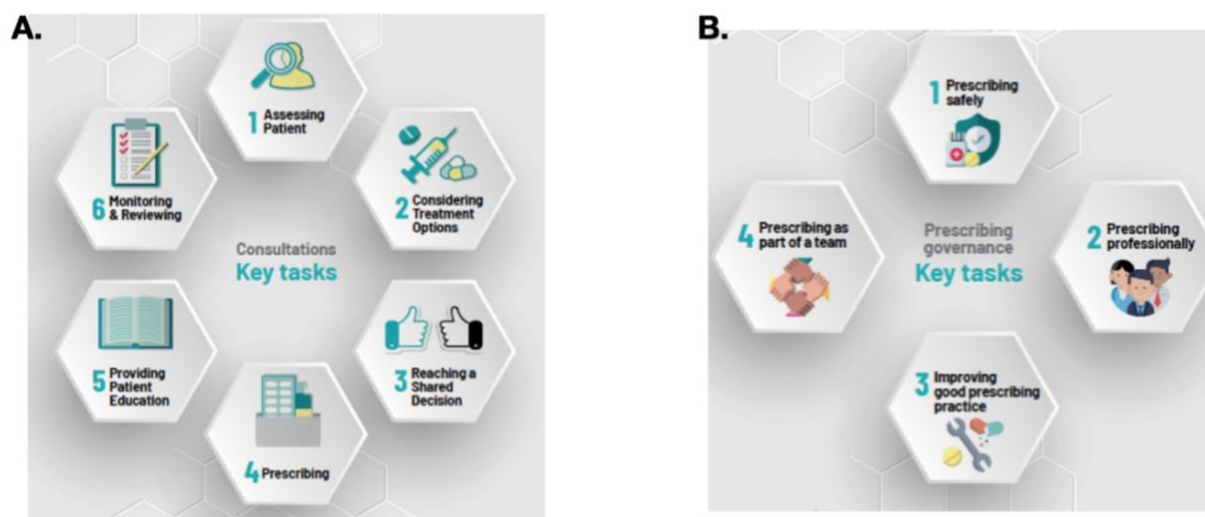 A.
1 Assessing
Patient
2 Considering
Treatment
Options
3 Reaching a
Shared
Decision
4 Prescribing
5 Providing
Patient
Education
6 Monitoring
& Reviewing
Consultations
Key tasks
B.
1 Prescribing
safely
2 Prescribing
professionally
3 Improving
good prescribing
practice
4 Prescribing as
part of a team
Prescribing
governance
Key tasks